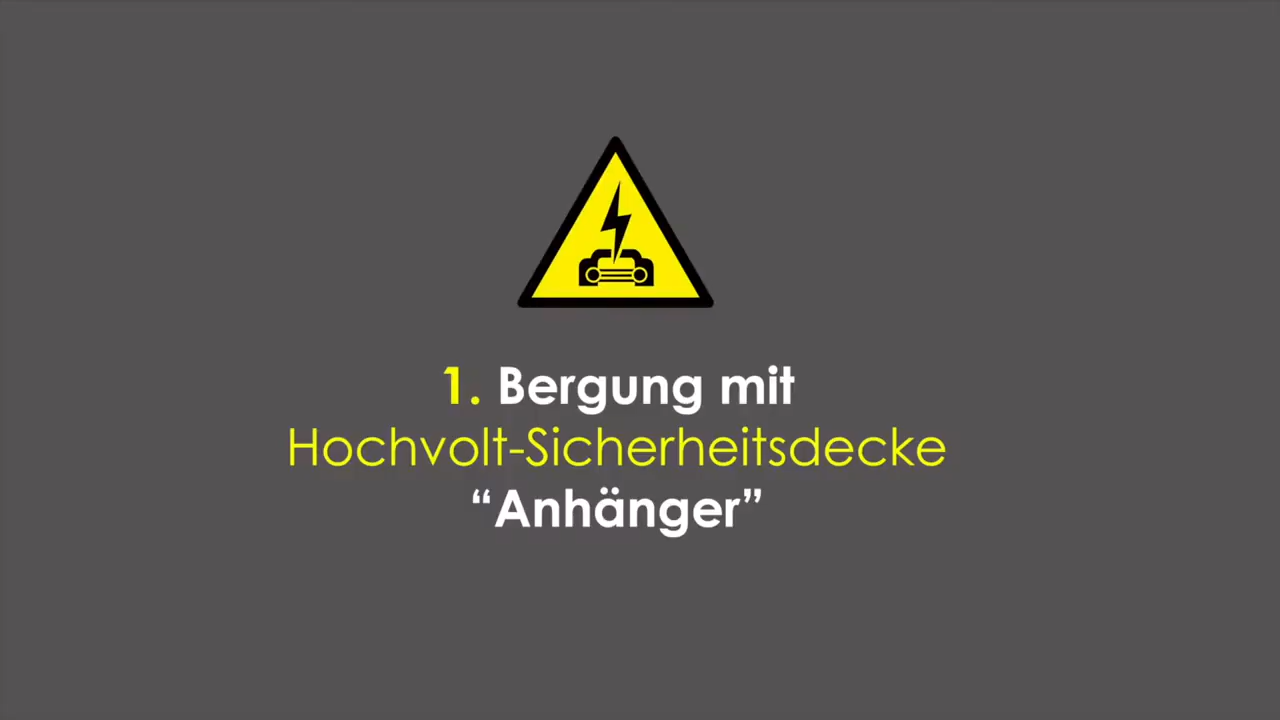 1. Bergung mit
Hochvolt-Sicherheitsdecke
“Anhänger”